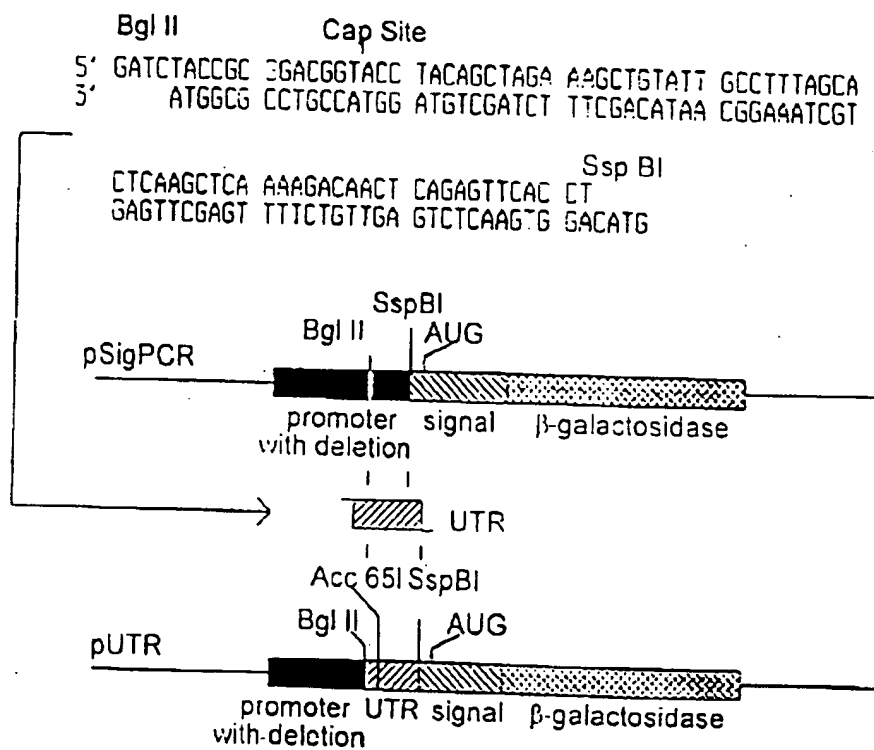 Bgl II
Cap Site
5' GATCTACCGC CGACGGTACC TACAGCTAGA AAGCTGTATT GCCTTTAGCA
3' ATGGCG CCTGCCATGG ATGTCGATCT TTCGACATAA CGGAAATCGT
Ssp BI
CTCAAGCTCA AAAGACAACT CAGAGTTCAC CT
GAGTTCGAGT TTTCTGTTGA GTCTCAAGTG GACATG
SspBI
Bgl II
AUG
pSigPCR
promoter signal β-galactosidase
with deletion
UTR
Acc 65I SspBI
Bgl II
AUG
pUTR
promoter UTR signal β-galactosidase
with-deletion